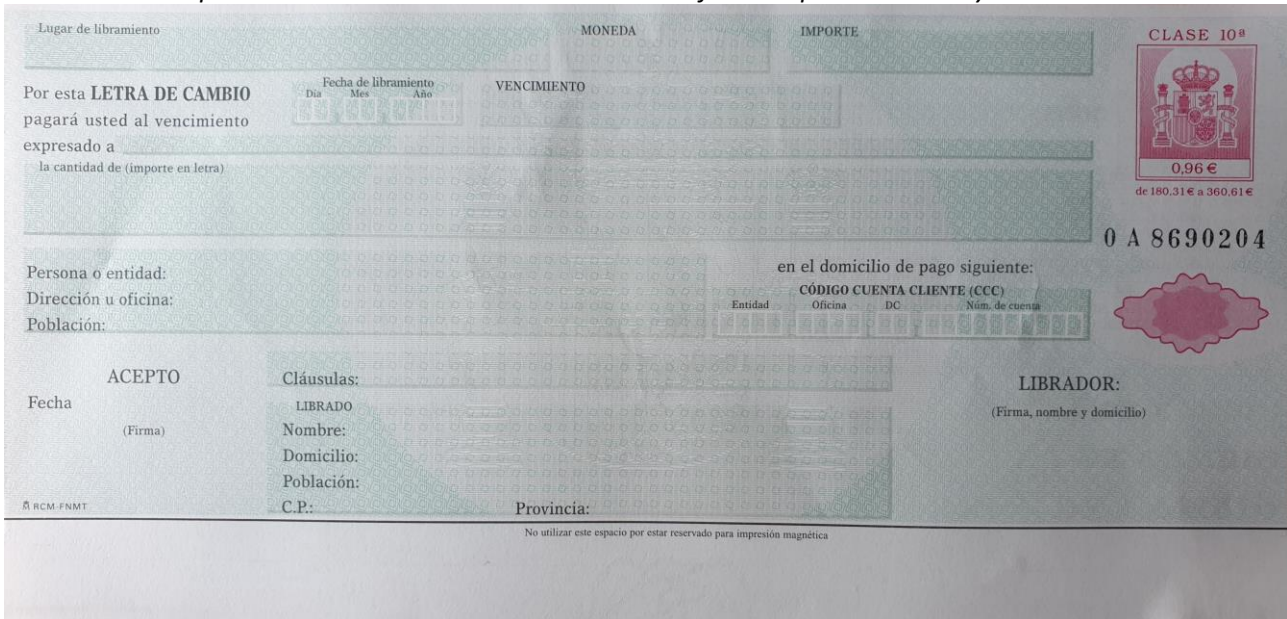 Lugar de libramiento MONEDA IMPORTE
CLASE 10ª
Por esta LETRA DE CAMBIO
pagará usted al vencimiento
expresado a
Fecha de libramiento
Día Mes Año
VENCIMIENTO
la cantidad de (importe en letra)
0,96 €
de 180,31 € a 360,61 €
0 A 8690204
Persona o entidad:
Dirección u oficina:
Población:
en el domicilio de pago siguiente:
CÓDIGO CUENTA CLIENTE (CCC)
Entidad Oficina DC Núm. de cuenta
ACEPTO
Fecha
(Firma)
Cláusulas:
LIBRADO
Nombre:
Domicilio:
Población:
C.P.: Provincia:
LIBRADOR:
(Firma, nombre y domicilio)
RCM-FNMT
No utilizar este espacio por estar reservado para impresión magnética